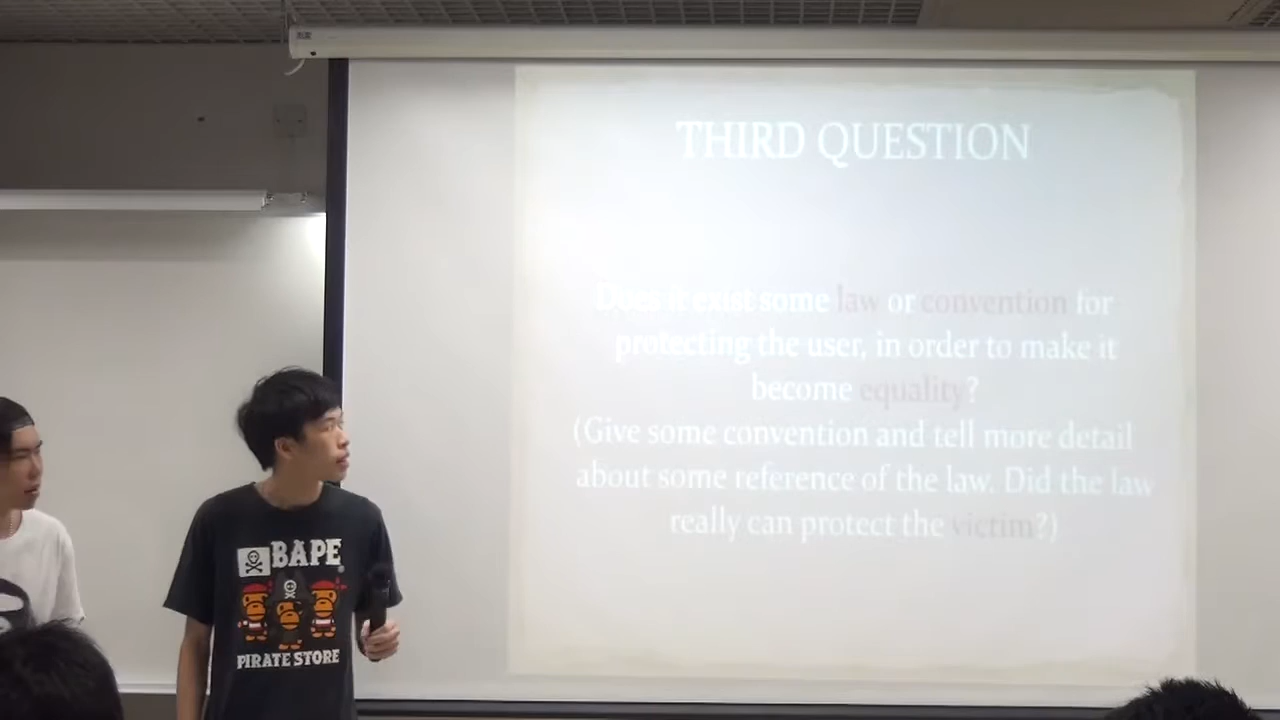 THIRD QUESTION
Does it exist some law or convention for
protecting the user, in order to make it
become equality?
(Give some convention and tell more detail
about some reference of the law. Did the law
really can protect the victim?)
BAPE
PIRATE STORE